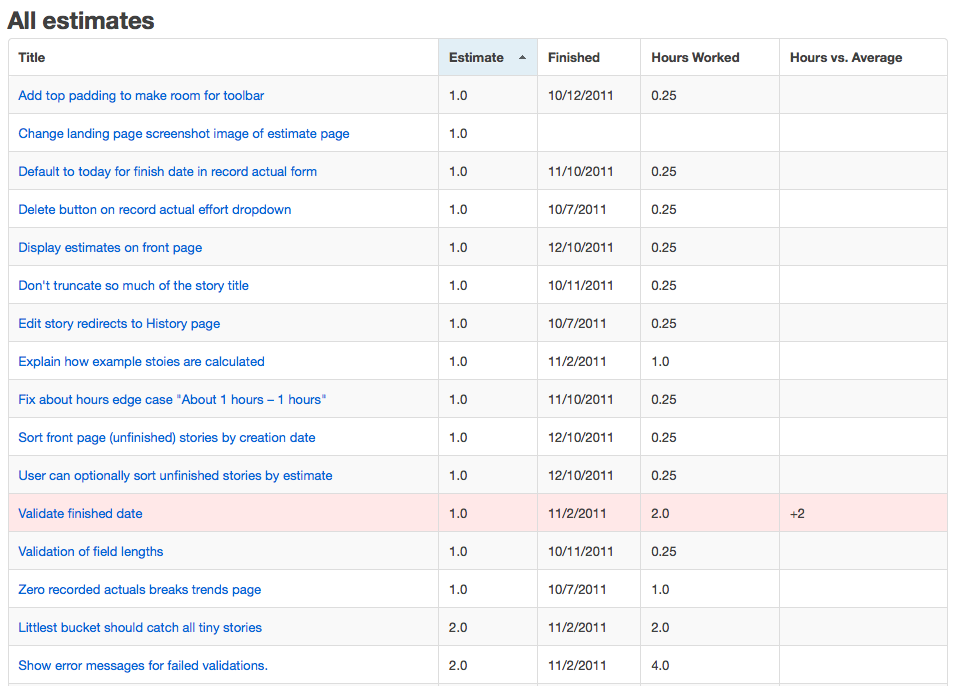 All estimates
Title Estimate Finished Hours Worked Hours vs. Average
Add top padding to make room for toolbar 1.0 10/12/2011 0.25
Change landing page screenshot image of estimate page 1.0
Default to today for finish date in record actual form 1.0 11/10/2011 0.25
Delete button on record actual effort dropdown 1.0 10/7/2011 0.25
Display estimates on front page 1.0 12/10/2011 0.25
Don't truncate so much of the story title 1.0 10/11/2011 0.25
Edit story redirects to History page 1.0 10/7/2011 0.25
Explain how example stoies are calculated 1.0 11/2/2011 1.0
Fix about hours edge case "About 1 hours – 1 hours" 1.0 11/10/2011 0.25
Sort front page (unfinished) stories by creation date 1.0 12/10/2011 0.25
User can optionally sort unfinished stories by estimate 1.0 12/10/2011 0.25
Validate finished date 1.0 11/2/2011 2.0 +2
Validation of field lengths 1.0 10/11/2011 0.25
Zero recorded actuals breaks trends page 1.0 10/7/2011 1.0
Littlest bucket should catch all tiny stories 2.0 11/2/2011 2.0
Show error messages for failed validations. 2.0 11/2/2011 4.0